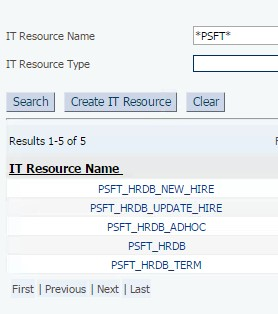 IT Resource Name *PSFT*
IT Resource Type
Search Create IT Resource Clear
Results 1-5 of 5
IT Resource Name
PSFT_HRDB_NEW_HIRE
PSFT_HRDB_UPDATE_HIRE
PSFT_HRDB_ADHOC
PSFT_HRDB
PSFT_HRDB_TERM
First | Previous | Next | Last